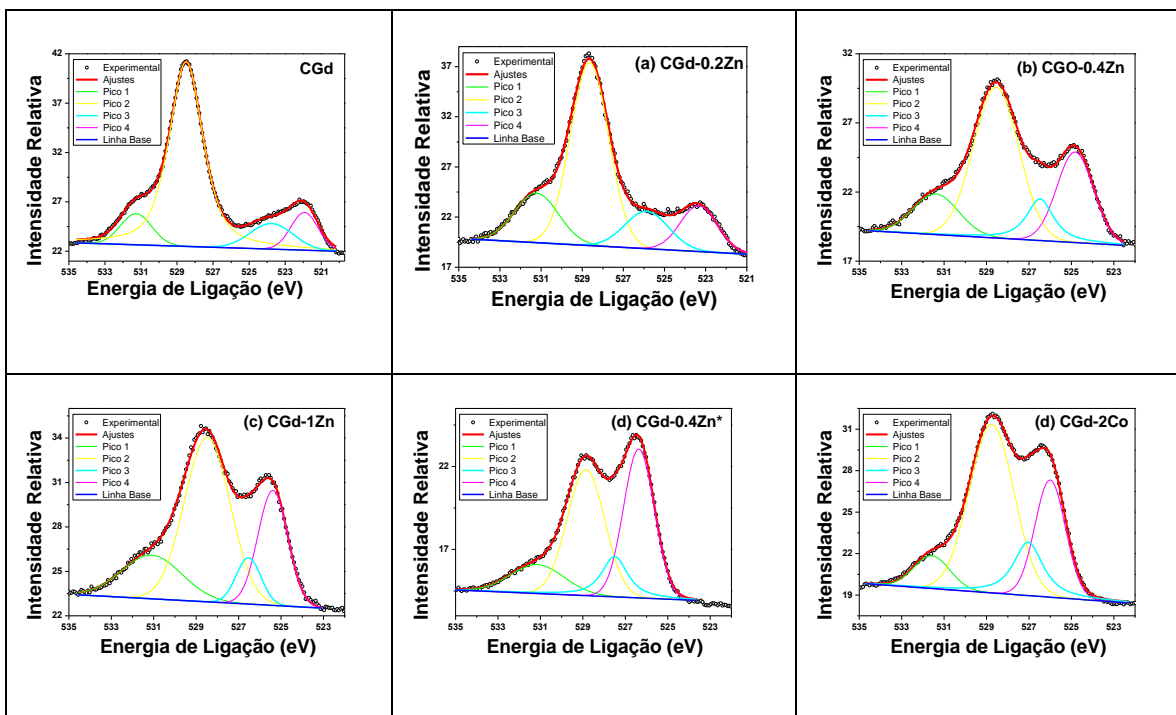 CGd
Experimental
Ajustes
Pico 1
Pico 2
Pico 3
Pico 4
Linha Base
Intensidade Relativa
42
37
32
27
22
535 533 531 529 527 525 523 521
Energia de Ligação (eV)
(a) CGd-0.2Zn
Experimental
Ajustes
Pico 1
Pico 2
Pico 3
Pico 4
Linha Base
Intensidade Relativa
37
32
27
22
17
535 533 531 529 527 525 523 521
Energia de Ligação (eV)
(b) CGO-0.4Zn
Experimental
Ajustes
Pico 1
Pico 2
Pico 3
Pico 4
Linha Base
Intensidade Relativa
32
27
22
17
535 533 531 529 527 525 523
Energia de Ligação (eV)
(c) CGd-1Zn
Experimental
Ajustes
Pico 1
Pico 2
Pico 3
Pico 4
Linha Base
Intensidade Relativa
34
31
28
25
22
535 533 531 529 527 525 523
Energia de Ligação (eV)
(d) CGd-0.4Zn*
Experimental
Ajustes
Pico 1
Pico 2
Pico 3
Pico 4
Linha Base
Intensidade Relativa
22
17
535 533 531 529 527 525 523
Energia de Ligação (eV)
(d) CGd-2Co
Experimental
Ajustes
Pico 1
Pico 2
Pico 3
Pico 4
Linha Base
Intensidade Relativa
31
28
25
22
19
535 533 531 529 527 525 523
Energia de Ligação (eV)